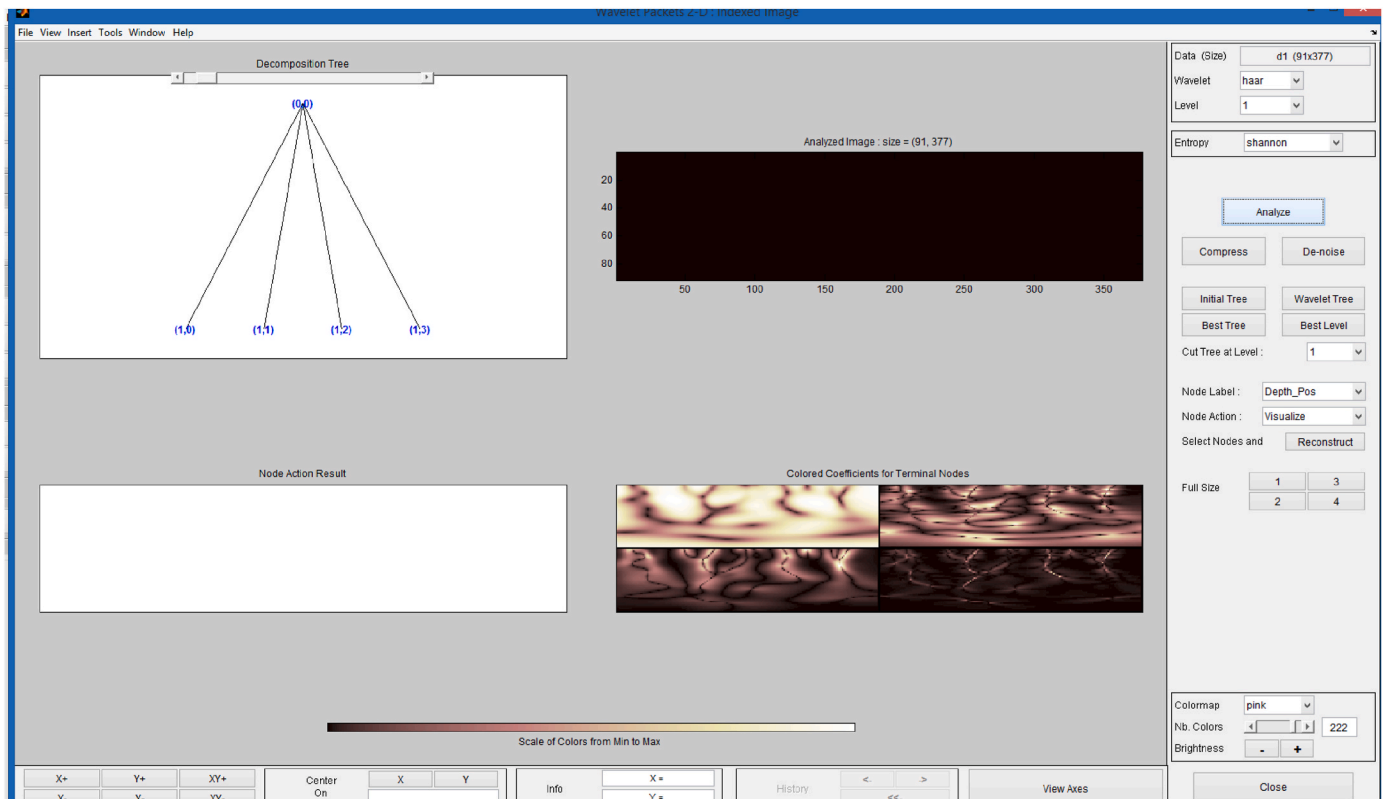 Wavelet Packets 2-D : Indexed Image
File View Insert Tools Window Help
Decomposition Tree
(0,0)
(1,0) (1,1) (1,2) (1,3)
Analyzed Image : size = (91, 377)
20
40
60
80
50 100 150 200 250 300 350
Node Action Result
Colored Coefficients for Terminal Nodes
Scale of Colors from Min to Max
Data (Size) d1 (91x377)
Wavelet haar
Level 1
Entropy shannon
Analyze
Compress De-noise
Initial Tree Wavelet Tree
Best Tree Best Level
Cut Tree at Level : 1
Node Label : Depth_Pos
Node Action : Visualize
Select Nodes and Reconstruct
Full Size 1 3
2 4
Colormap pink
Nb. Colors 222
Brightness - +
X+ Y+ XY+
X- Y- XY-
Center
On
X Y
Info
X =
Y =
History
<- ->
<<-
View Axes
Close